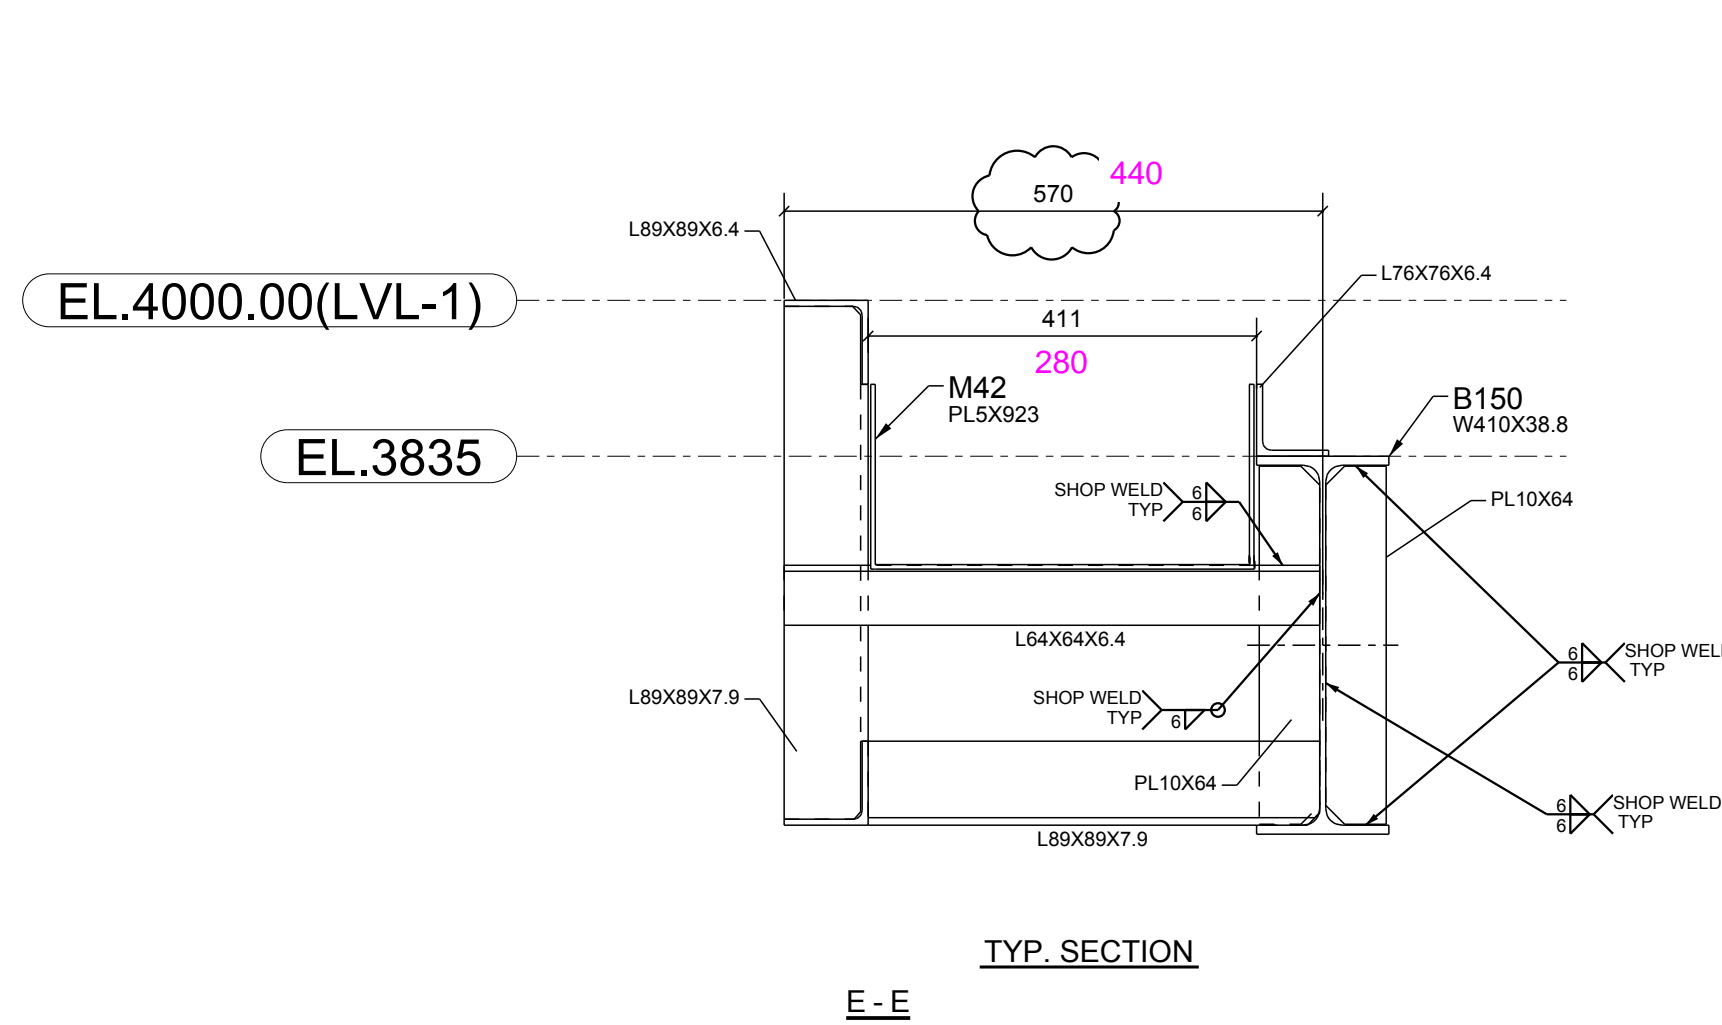 440
570
L89X89X6.4
L76X76X6.4
EL.4000.00(LVL-1)
411
280
M42
PL5X923
B150
W410X38.8
EL.3835
SHOP WELD
TYP
6
6
PL10X64
L64X64X6.4
SHOP WEL
TYP
6
6
L89X89X7.9
SHOP WELD
TYP
6
PL10X64
SHOP WELD
TYP
6
6
L89X89X7.9
TYP. SECTION
E - E